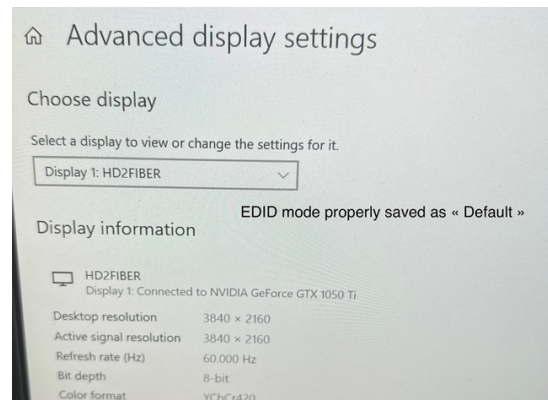 Advanced display settings
Choose display
Select a display to view or change the settings for it.
Display 1: HD2FIBER
EDID mode properly saved as « Default »
Display information
HD2FIBER
Display 1: Connected to NVIDIA GeForce GTX 1050 Ti
Desktop resolution 3840 × 2160
Active signal resolution 3840 × 2160
Refresh rate (Hz) 60.000 Hz
Bit depth 8-bit
Color format YCbCr420